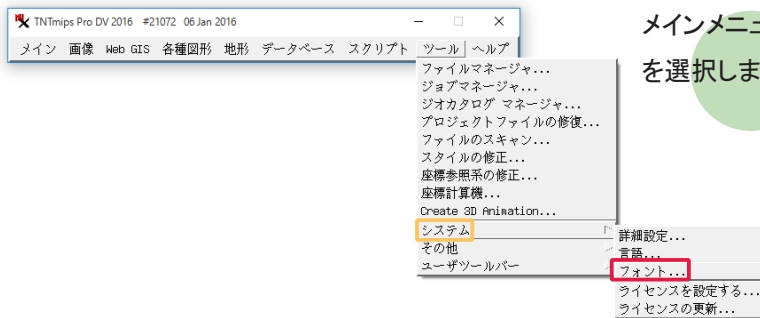 TNTmips Pro DV 2016 #21072 06 Jan 2016
メイン 画像 Web GIS 各種図形 地形 データベース スクリプト ツール ヘルプ
ファイルマネージャ...
ジョブマネージャ...
ジオカタログ マネージャ...
プロジェクトファイルの修復...
ファイルのスキャン...
スタイルの修正...
座標参照系の修正...
座標計算機...
Create 3D Animation...
システム
その他
ユーザツールバー
詳細設定...
言語...
フォント...
ライセンスを設定する...
ライセンスの更新...
メインメニュ
を選択しま